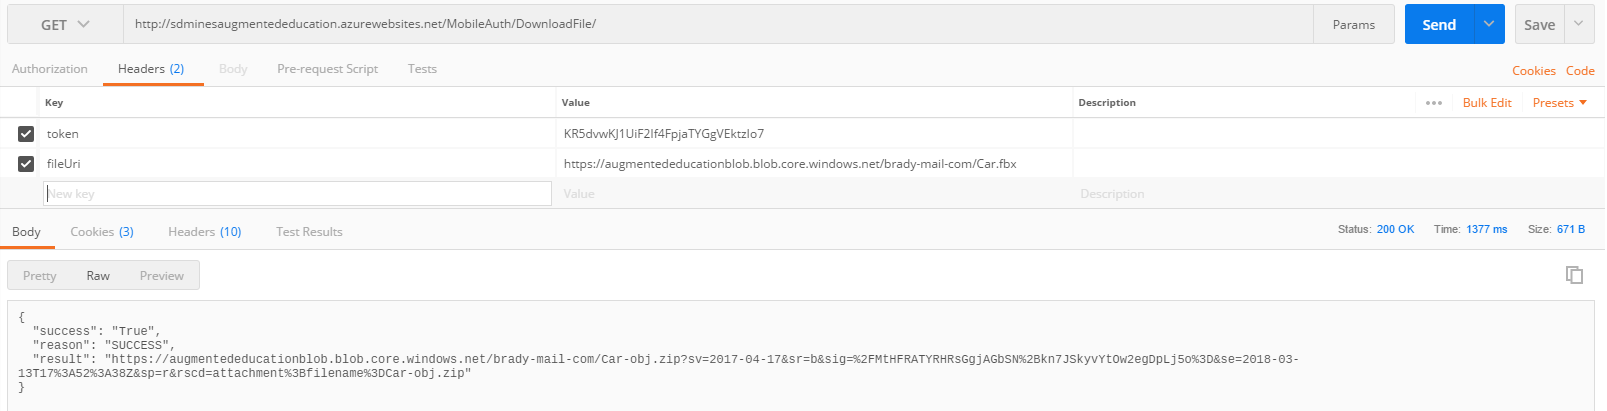 GET http://sdminesaugmentededucation.azurewebsites.net/MobileAuth/DownloadFile/ Params Send Save
Authorization Headers (2) Body Pre-request Script Tests Cookies Code
Key Value Description Bulk Edit Presets
token KR5dvwKJ1UiF2If4FpjaTYGgVEktzlo7
fileUri https://augmentededucationblob.blob.core.windows.net/brady-mail-com/Car.fbx
New key Value Description
Body Cookies (3) Headers (10) Test Results Status: 200 OK Time: 1377 ms Size: 671 B
Pretty Raw Preview
{
"success": "True",
"reason": "SUCCESS",
"result": "https://augmentededucationblob.blob.core.windows.net/brady-mail-com/Car-obj.zip?sv=2017-04-17&sr=b&sig=%2FMtHFRATYRHRsGgjAGbSN%2Bkn7JSkyvYtOw2egDpLj5o%3D&se=2018-03-
13T17%3A52%3A38Z&sp=r&rscd=attachment%3Bfilename%3DCar-obj.zip"
}